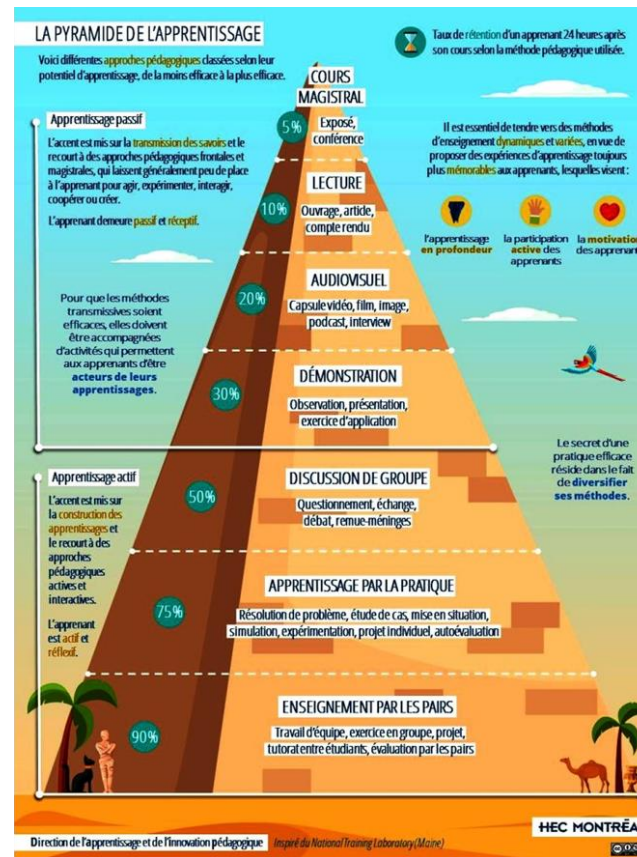 LA PYRAMIDE DE L'APPRENTISSAGE
Voici différentes approches pédagogiques classées selon leur
potentiel d'apprentissage, de la moins efficace à la plus efficace.
Taux de rétention d'un apprenant 24 heures après
son cours selon la méthode pédagogique utilisée.
COURS
MAGISTRAL
5%
Exposé,
conférence
Apprentissage passif
L'accent est mis sur la transmission des savoirs et le
recourt à des approches pédagogiques frontales et
magistrales, qui laissent généralement peu de place
à l'apprenant pour agir, expérimenter, interagir,
coopérer ou créer.
L'apprenant demeure passif et réceptif.
Il est essentiel de tendre vers des méthodes
d'enseignement dynamiques et variées, en vue de
proposer des expériences d'apprentissage toujours
plus mémorables aux apprenants, lesquelles visent :
l'apprentissage
en profondeur
la participation
active des
apprenants
la motivation
des apprenan
LECTURE
10%
Ouvrage, article,
compte rendu
AUDIOVISUEL
20%
Capsule vidéo, film, image,
podcast, interview
Pour que les méthodes
transmissives soient
efficaces, elles doivent
être accompagnées
d'activités qui permettent
aux apprenants d'être
acteurs de leurs
apprentissages.
DÉMONSTRATION
30%
Observation, présentation,
exercice d'application
Le secret d'une
pratique efficace
réside dans le fait
de diversifier
ses méthodes.
Apprentissage actif
L'accent est mis sur
la construction des
apprentissages et
le recourt à des
approches
pédagogiques
actives et
interactives.
L'apprenant
est actif et
réflexif.
DISCUSSION DE GROUPE
50%
Questionnement, échange,
débat, remue-méninges
APPRENTISSAGE PAR LA PRATIQUE
75%
Résolution de problème, étude de cas, mise en situation,
simulation, expérimentation, projet individuel, autoévaluation
ENSEIGNEMENT PAR LES PAIRS
90%
Travail d'équipe, exercice en groupe, projet,
tutorat entre étudiants, évaluation par les pairs
HEC MONTRÉA
Direction de l'apprentissage et de l'innovation pédagogique Inspiré du National Training Laboratory (Maine)